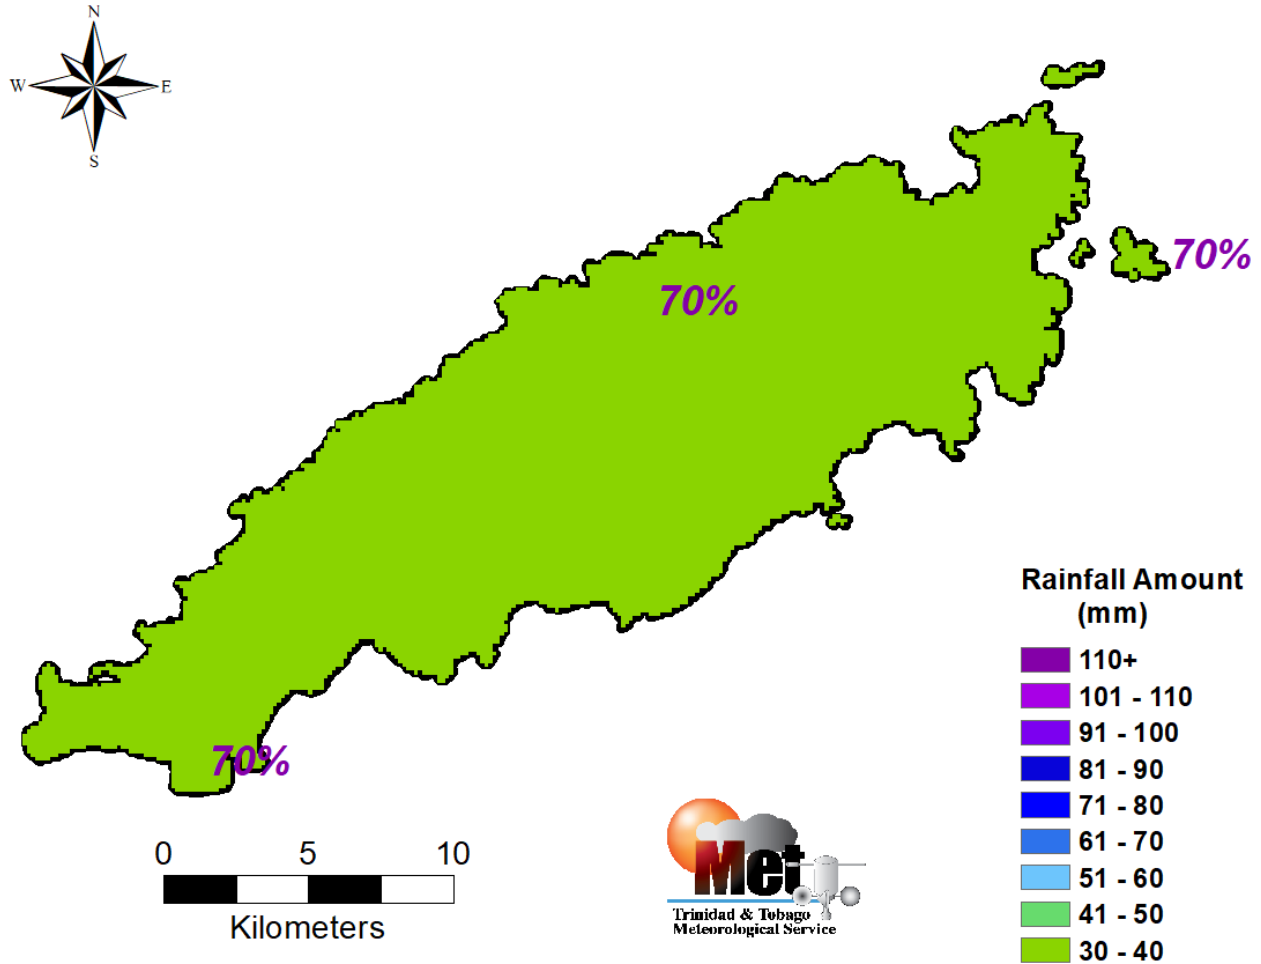 N
W E
S
70%
70%
70%
Rainfall Amount
(mm)
110+
101 - 110
91 - 100
81 - 90
71 - 80
61 - 70
51 - 60
41 - 50
30 - 40
0 5 10
Kilometers
Met
Trinidad & Tobago
Meteorological Service